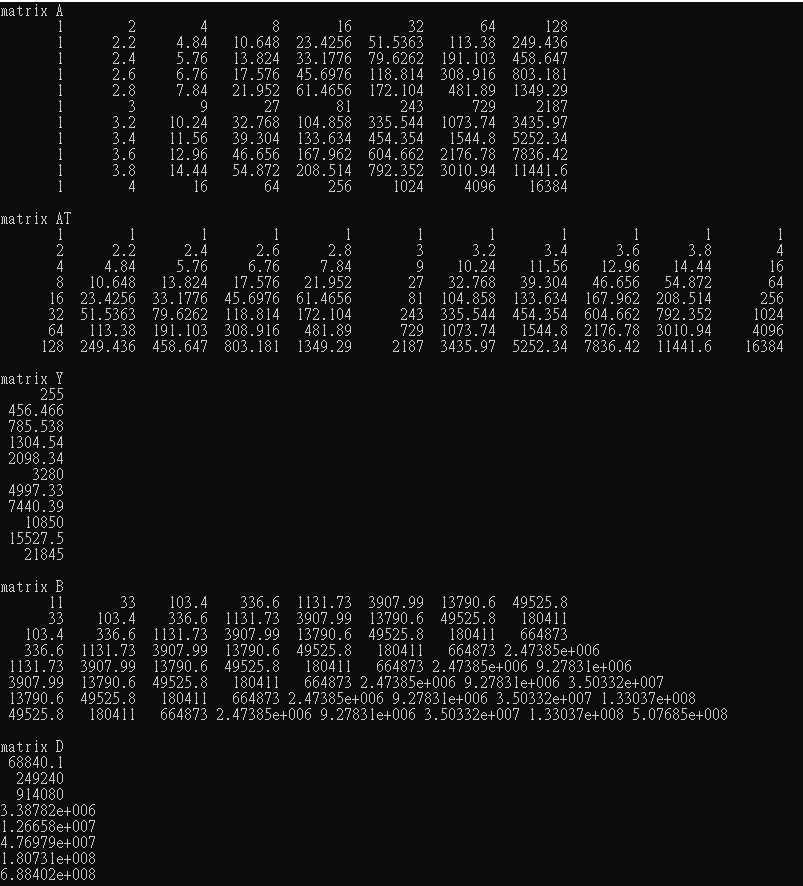 matrix A
1 2 4 8 16 32 64 128
1 2.2 4.84 10.648 23.4256 51.5363 113.38 249.436
1 2.4 5.76 13.824 33.1776 79.6262 191.103 458.647
1 2.6 6.76 17.576 45.6976 118.814 308.916 803.181
1 2.8 7.84 21.952 61.4656 172.104 481.89 1349.29
1 3 9 27 81 243 729 2187
1 3.2 10.24 32.768 104.858 335.544 1073.74 3435.97
1 3.4 11.56 39.304 133.634 454.354 1544.8 5252.34
1 3.6 12.96 46.656 167.962 604.662 2176.78 7836.42
1 3.8 14.44 54.872 208.514 792.352 3010.94 11441.6
1 4 16 64 256 1024 4096 16384
matrix AT
1 1 1 1 1 1 1 1 1 1 1
2 2.2 2.4 2.6 2.8 3 3.2 3.4 3.6 3.8 4
4 4.84 5.76 6.76 7.84 9 10.24 11.56 12.96 14.44 16
8 10.648 13.824 17.576 21.952 27 32.768 39.304 46.656 54.872 64
16 23.4256 33.1776 45.6976 61.4656 81 104.858 133.634 167.962 208.514 256
32 51.5363 79.6262 118.814 172.104 243 335.544 454.354 604.662 792.352 1024
64 113.38 191.103 308.916 481.89 729 1073.74 1544.8 2176.78 3010.94 4096
128 249.436 458.647 803.181 1349.29 2187 3435.97 5252.34 7836.42 11441.6 16384
matrix Y
255
456.466
785.538
1304.54
2098.34
3280
4997.33
7440.39
10850
15527.5
21845
matrix B
11 33 103.4 336.6 1131.73 3907.99 13790.6 49525.8
33 103.4 336.6 1131.73 3907.99 13790.6 49525.8 180411
103.4 336.6 1131.73 3907.99 13790.6 49525.8 180411 664873
336.6 1131.73 3907.99 13790.6 49525.8 180411 664873 2.47385e+006
1131.73 3907.99 13790.6 49525.8 180411 664873 2.47385e+006 9.27831e+006
3907.99 13790.6 49525.8 180411 664873 2.47385e+006 9.27831e+006 3.50332e+007
13790.6 49525.8 180411 664873 2.47385e+006 9.27831e+006 3.50332e+007 1.33037e+008
49525.8 180411 664873 2.47385e+006 9.27831e+006 3.50332e+007 1.33037e+008 5.07685e+008
matrix D
68840.1
249240
914080
3.38782e+006
1.26658e+007
4.76979e+007
1.80731e+008
6.88402e+008